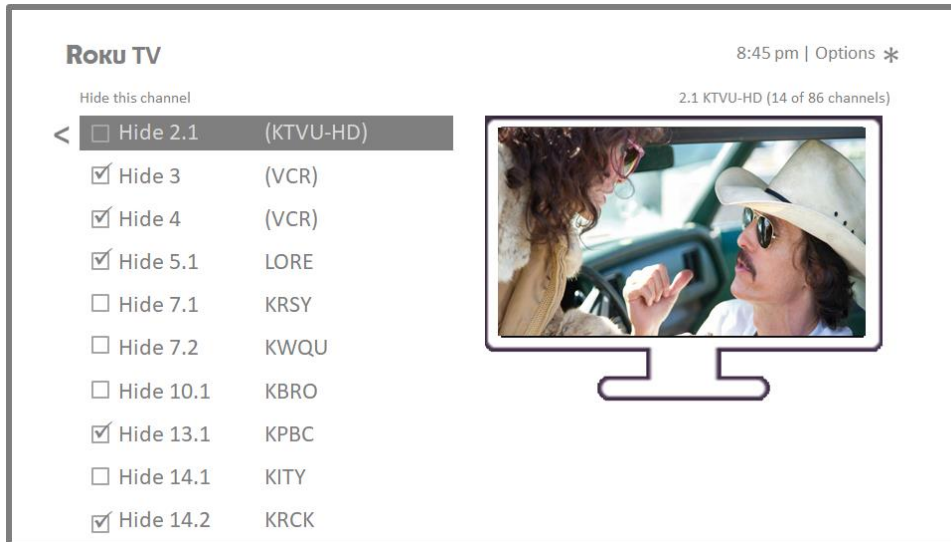 ROKU TV
8:45 pm | Options *
Hide this channel
2.1 KTVU-HD (14 of 86 channels)
< Hide 2.1 (KTVU-HD)
Hide 3 (VCR)
Hide 4 (VCR)
Hide 5.1 LORE
Hide 7.1 KRSY
Hide 7.2 KWQU
Hide 10.1 KBRO
Hide 13.1 KPBC
Hide 14.1 KITY
Hide 14.2 KRCK